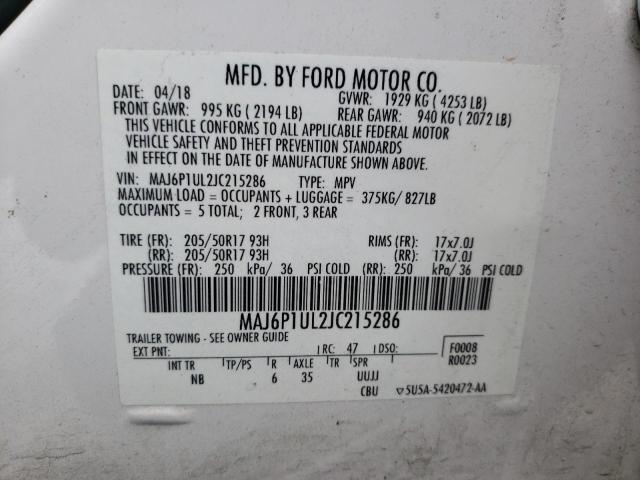 MFD. BY FORD MOTOR CO.
DATE: 04/18 GVWR: 1929 KG ( 4253 LB)
FRONT GAWR: 995 KG ( 2194 LB) REAR GAWR: 940 KG ( 2072 LB)
THIS VEHICLE CONFORMS TO ALL APPLICABLE FEDERAL MOTOR
VEHICLE SAFETY AND THEFT PREVENTION STANDARDS
IN EFFECT ON THE DATE OF MANUFACTURE SHOWN ABOVE.
VIN: MAJ6P1UL2JC215286 TYPE: MPV
MAXIMUM LOAD = OCCUPANTS + LUGGAGE = 375KG/ 827LB
OCCUPANTS = 5 TOTAL; 2 FRONT, 3 REAR
TIRE (FR): 205/50R17 93H RIMS (FR): 17x7.0J
(RR): 205/50R17 93H (RR): 17x7.0J
PRESSURE (FR): 250 kPa/ 36 PSI COLD (RR): 250 kPa/ 36 PSI COLD
MAJ6P1UL2JC215286
TRAILER TOWING - SEE OWNER GUIDE
EXT PNT: RC: 47 DSO: F0008
R0023
INT TR TP/PS R AXLE TR SPR
NB 6 35 UUJJ
CBU 5U5A-5420472-AA